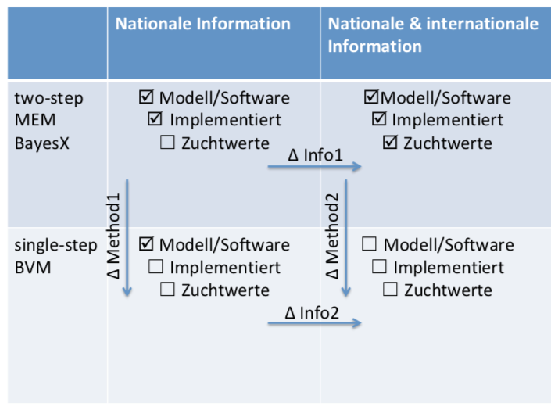 Nationale Information
Nationale & internationale
Information
two-step
MEM
BayesX
☑ Modell/Software
☑ Implementiert
☐ Zuchtwerte
☑Modell/Software
☑ Implementiert
☑ Zuchtwerte
Δ Info1
Δ Method1
Δ Method2
single-step
BVM
☑ Modell/Software
☐ Implementiert
☐ Zuchtwerte
☐ Modell/Software
☐ Implementiert
☐ Zuchtwerte
Δ Info2